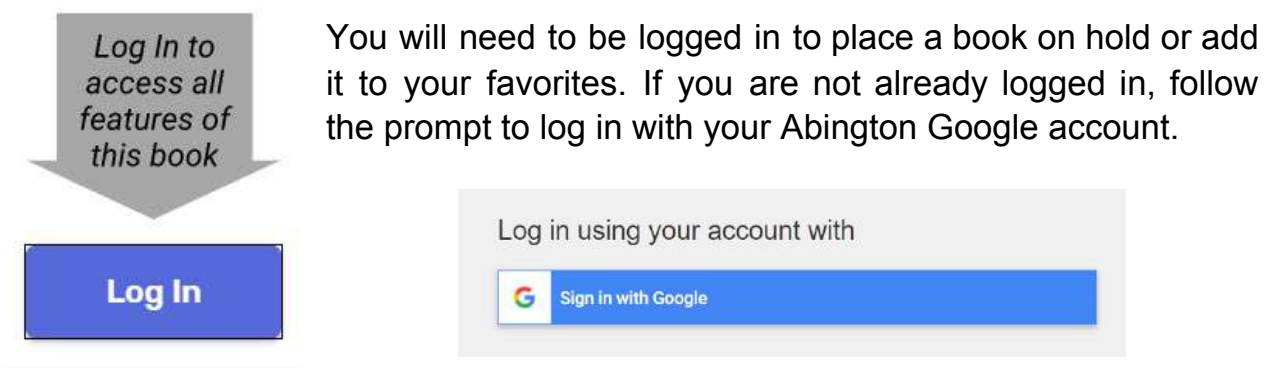 Log In to
access all
features of
this book
Log In
You will need to be logged in to place a book on hold or add
it to your favorites. If you are not already logged in, follow
the prompt to log in with your Abington Google account.
Log in using your account with
G Sign in with Google